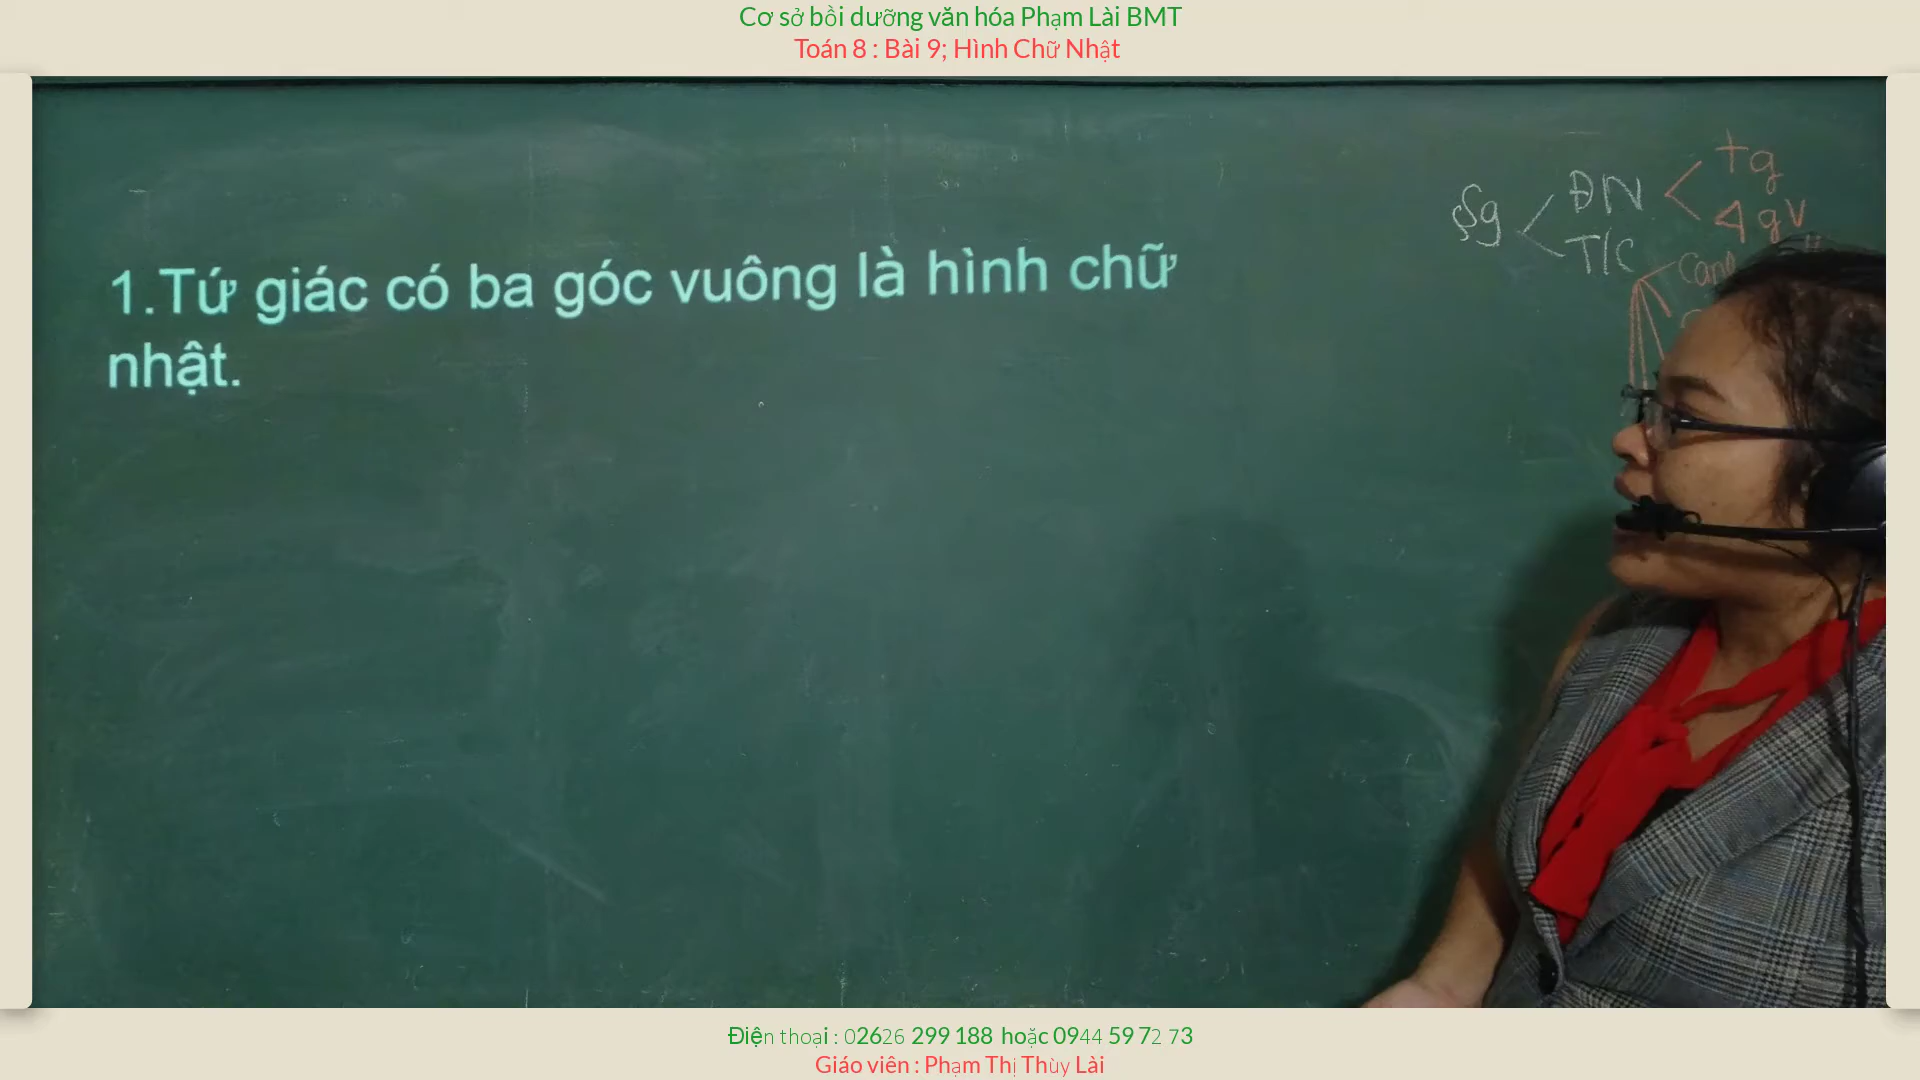 Cơ sở bồi dưỡng văn hóa Phạm Lài BMT
Toán 8 : Bài 9; Hình Chữ Nhật
1.Tứ giác có ba góc vuông là hình chữ
nhật.
Sg
ĐN
T/C
tg
gv
Điện thoại : 02626 299 188 hoặc 0944 59 72 73
Giáo viên : Phạm Thị Thùy Lài